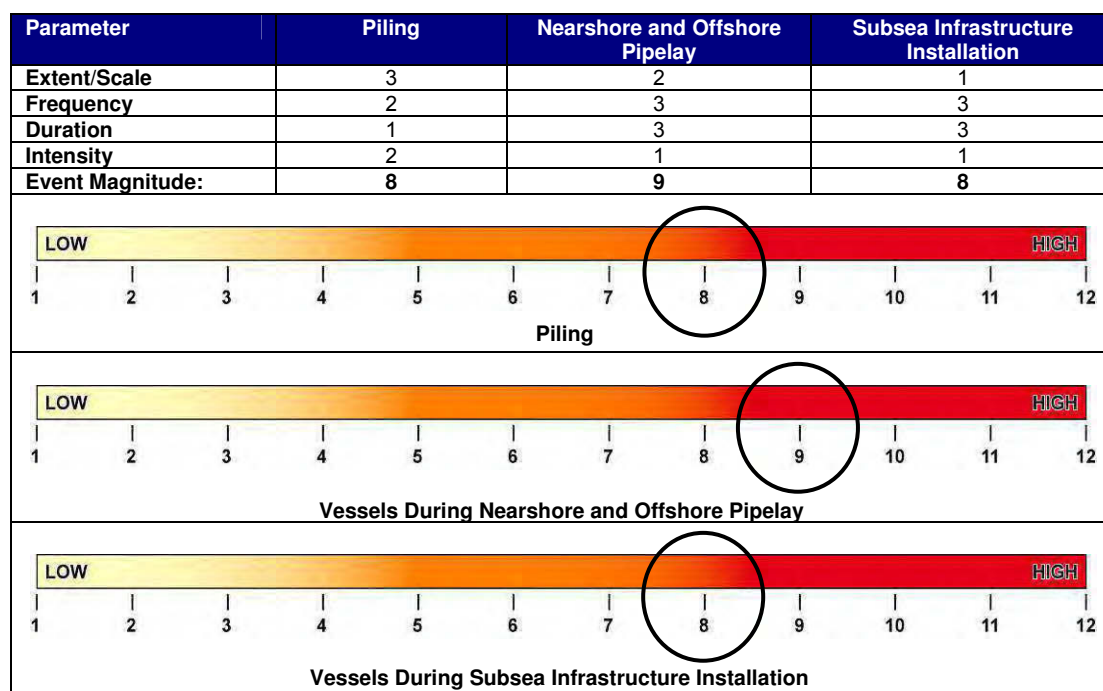 Parameter Piling Nearshore and Offshore Pipelay Subsea Infrastructure Installation
Extent/Scale 3 2 1
Frequency 2 3 3
Duration 1 3 3
Intensity 2 1 1
Event Magnitude: 8 9 8
LOW HIGH
1 2 3 4 5 6 7 8 9 10 11 12
Piling
LOW HIGH
1 2 3 4 5 6 7 8 9 10 11 12
Vessels During Nearshore and Offshore Pipelay
LOW HIGH
1 2 3 4 5 6 7 8 9 10 11 12
Vessels During Subsea Infrastructure Installation